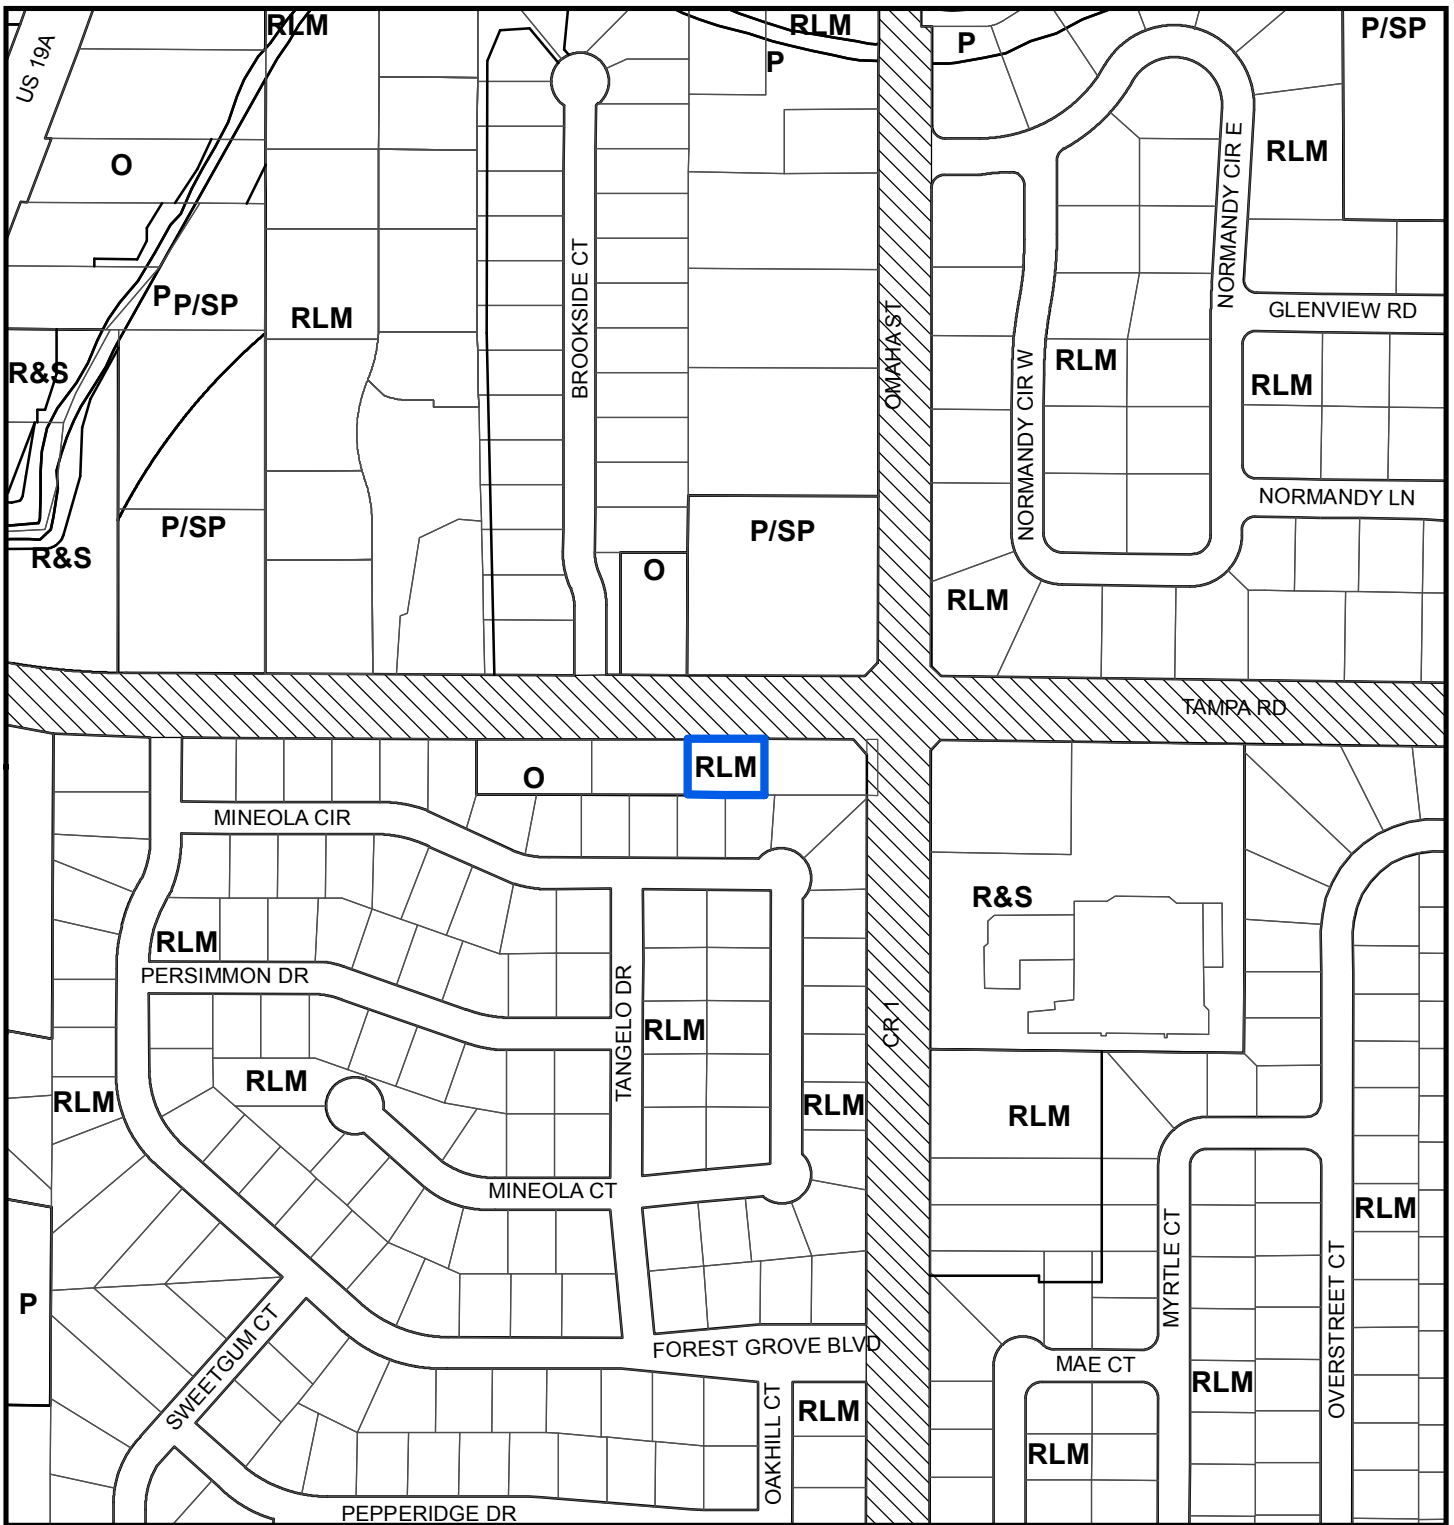 RLM
RLM
P
P
P/SP
US 19A
O
RLM
NORMANDY CIR E
P
P/SP
RLM
BROOKSIDE CT
OMAHA ST
GLENVIEW RD
R&S
NORMANDY CIR W
RLM
RLM
NORMANDY LN
P/SP
P/SP
R&S
O
RLM
TAMPA RD
O
RLM
MINEOLA CIR
R&S
RLM
PERSIMMON DR
TANGELO DR
RLM
CR 1
RLM
RLM
RLM
RLM
MINEOLA CT
RLM
MYRTLE CT
OVERSTREET CT
P
SWEETGUM CT
FOREST GROVE BLVD
MAE CT
RLM
OAKHILL CT
RLM
RLM
PEPPERIDGE DR